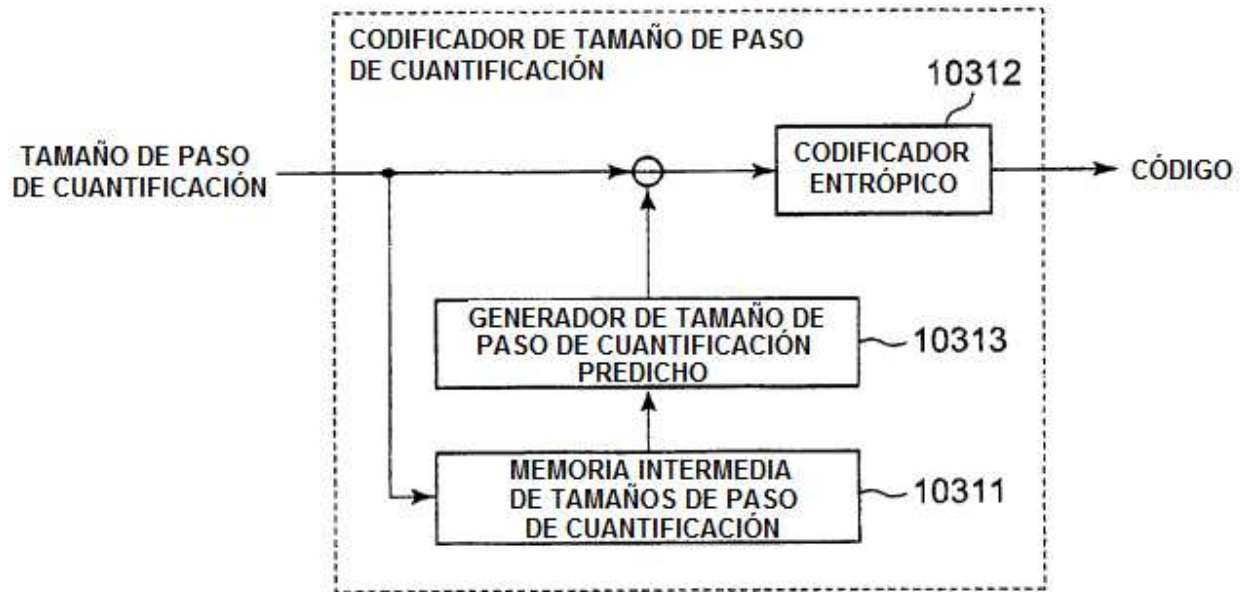 CODIFICADOR DE TAMAÑO DE PASO
DE CUANTIFICACIÓN
10312
TAMAÑO DE PASO
DE CUANTIFICACIÓN
CODIFICADOR
ENTRÓPICO
CÓDIGO
GENERADOR DE TAMAÑO DE
PASO DE CUANTIFICACIÓN
PREDICHO
10313
MEMORIA INTERMEDIA
DE TAMAÑOS DE PASO
DE CUANTIFICACIÓN
10311